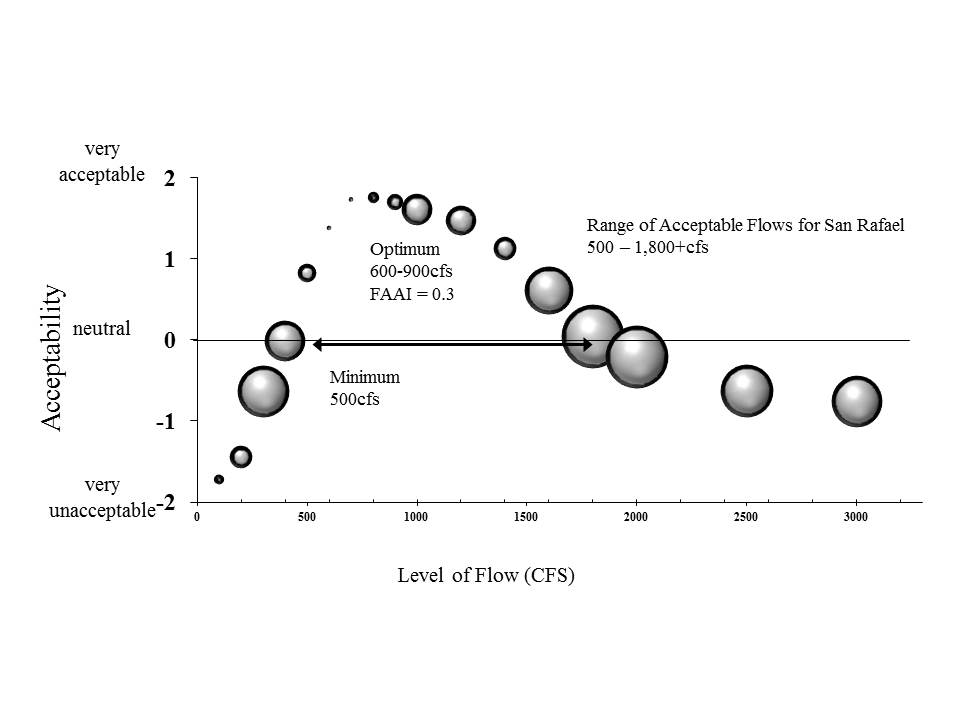 very
acceptable
2
Range of Acceptable Flows for San Rafael
500 – 1,800+cfs
Optimum
600-900cfs
FAAI = 0.3
1
Acceptability
neutral
0
Minimum
500cfs
-1
very
unacceptable
-2
0 500 1000 1500 2000 2500 3000
Level of Flow (CFS)